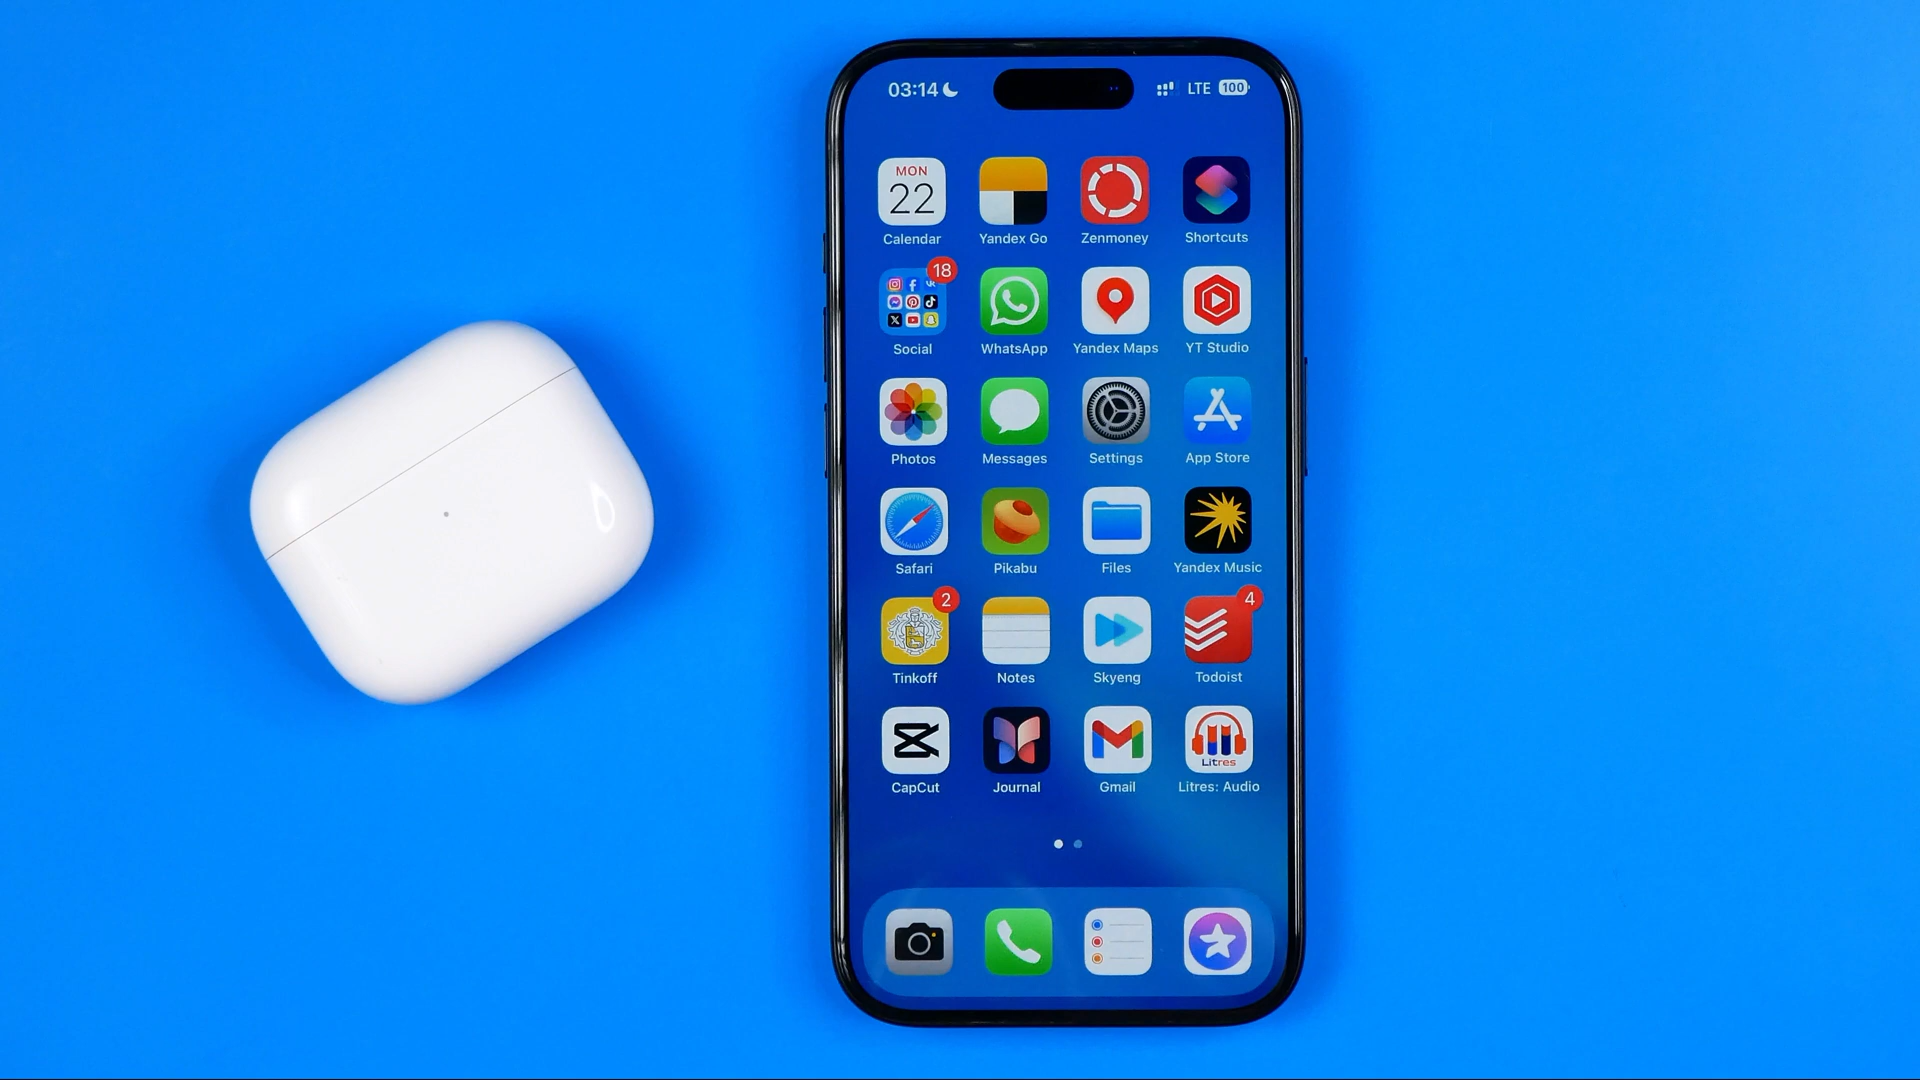 03:14 LTE 100
MON
22
Calendar Yandex Go Zenmoney Shortcuts
18
Social WhatsApp Yandex Maps YT Studio
Photos Messages Settings App Store
Safari Pikabu Files Yandex Music
2 4
Tinkoff Notes Skyeng Todoist
Litres
CapCut Journal Gmail Litres: Audio